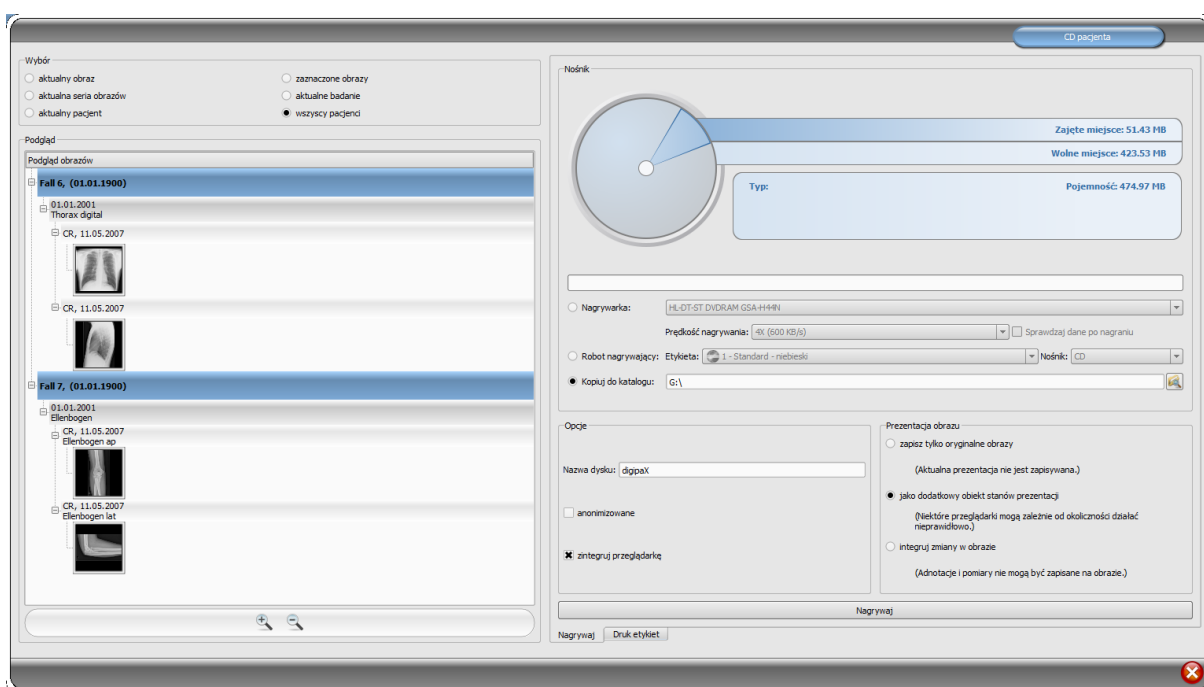 CD pacjenta
Wybór
aktualny obraz
zaznaczone obrazy
aktualna seria obrazów
aktualne badanie
aktualny pacjent
wszyscy pacjenci
Podgląd
Podgląd obrazów
Fall 6, (01.01.1900)
01.01.2001
Thorax digital
CR, 11.05.2007
CR, 11.05.2007
Fall 7, (01.01.1900)
01.01.2001
Ellenbogen
CR, 11.05.2007
Ellenbogen ap
CR, 11.05.2007
Ellenbogen lat
Nośnik
Zajęte miejsce: 51.43 MB
Wolne miejsce: 423.53 MB
Typ: Pojemność: 474.97 MB
Nagrywarka: HL-DT-ST DVDRAM GSA-H44N
Prędkość nagrywania: 4X (600 KB/s) Sprawdzaj dane po nagraniu
Robot nagrywający: Etykieta: 1 - Standard - niebieski Nośnik: CD
Kopiuj do katalogu: G:\
Opcje
Nazwa dysku: digipaX
anonimizowane
zintegruj przeglądarkę
Prezentacja obrazu
zapisz tylko oryginalne obrazy
(Aktualna prezentacja nie jest zapisywana.)
jako dodatkowy obiekt stanów prezentacji
(Niektóre przeglądarki mogą zależnie od okoliczności działać
nieprawidłowo.)
integruj zmiany w obrazie
(Adnotacje i pomiary nie mogą być zapisane na obrazie.)
Nagrywaj
Nagrywaj Druk etykiet